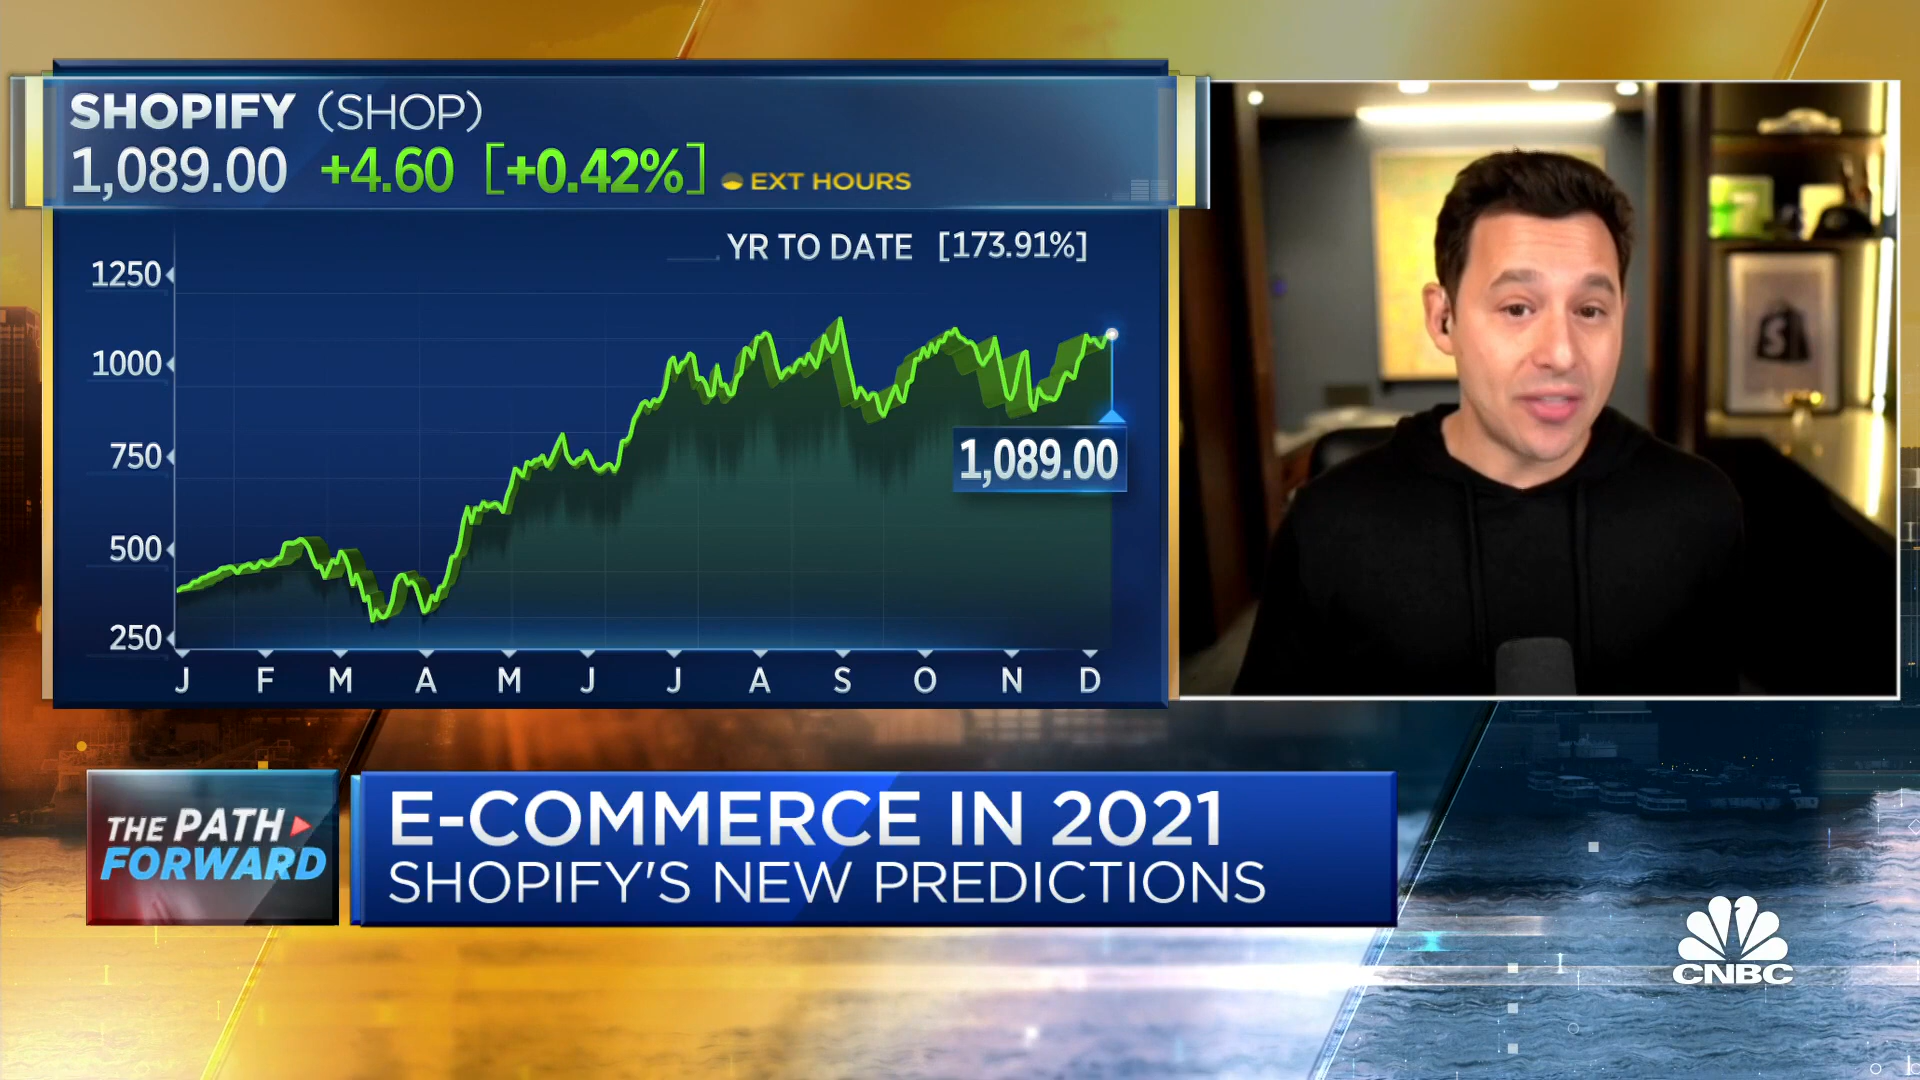 SHOPIFY (SHOP)
1,089.00 +4.60 [+0.42%] EXT HOURS
YR TO DATE [173.91%]
1250
1000
750
500
250
1,089.00
J F M A M J J A S O N D
THE PATH
FORWARD
E-COMMERCE IN 2021
SHOPIFY'S NEW PREDICTIONS
CNBC